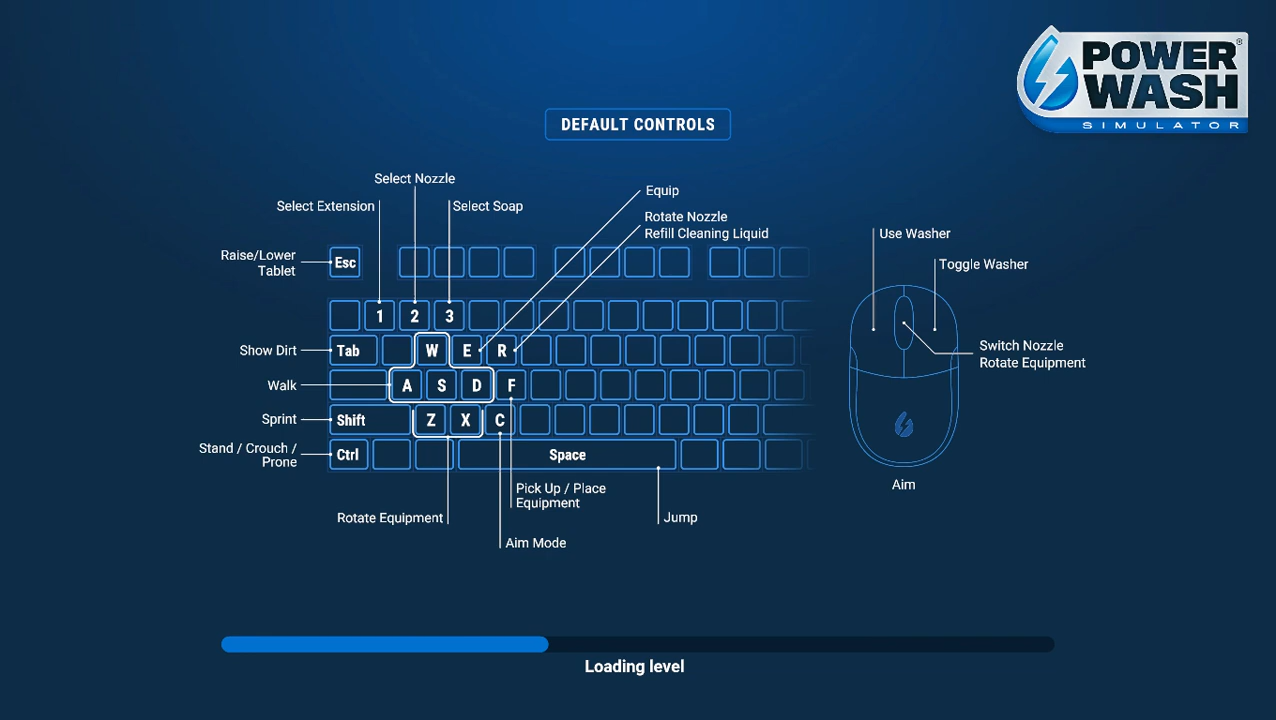 POWER
WASH
SIMULATOR
DEFAULT CONTROLS
Select Nozzle
Select Extension
Select Soap
Equip
Rotate Nozzle
Refill Cleaning Liquid
Raise/Lower
Tablet
Esc
Use Washer
Toggle Washer
1 2 3
Show Dirt
Tab W E R
Switch Nozzle
Rotate Equipment
Walk
A S D F
Sprint
Shift Z X C
Stand / Crouch /
Prone
Ctrl Space
Aim
Pick Up / Place
Equipment
Rotate Equipment
Jump
Aim Mode
Loading level